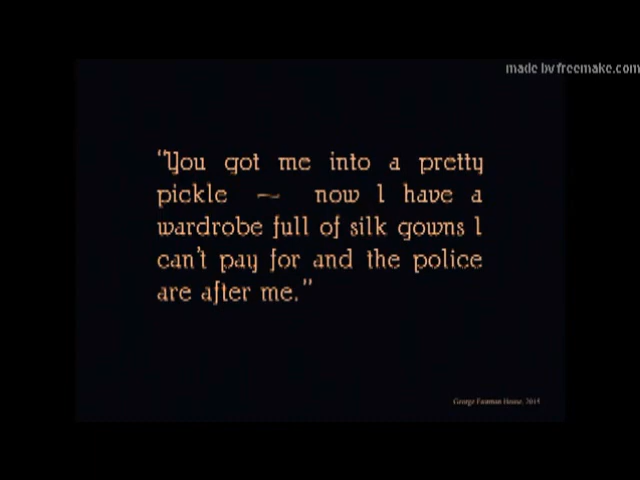 made by freemake.com
"You got me into a pretty
pickle ~ now I have a
wardrobe full of silk gowns I
can't pay for and the police
are after me."
George Eastman House, 2015